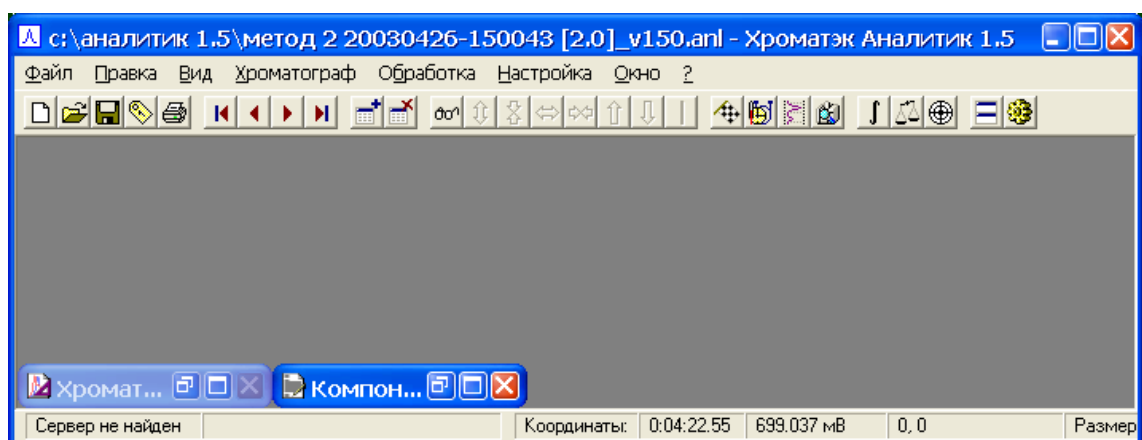 с:\аналитик 1.5\метод 2 20030426-150043 [2.0]_v150.anl - Хроматэк Аналитик 1.5
Файл Правка Вид Хроматограф Обработка Настройка Окно ?
Хромат... Компон...
Сервер не найден Координаты: 0:04:22.55 699.037 мВ 0, 0 Размер